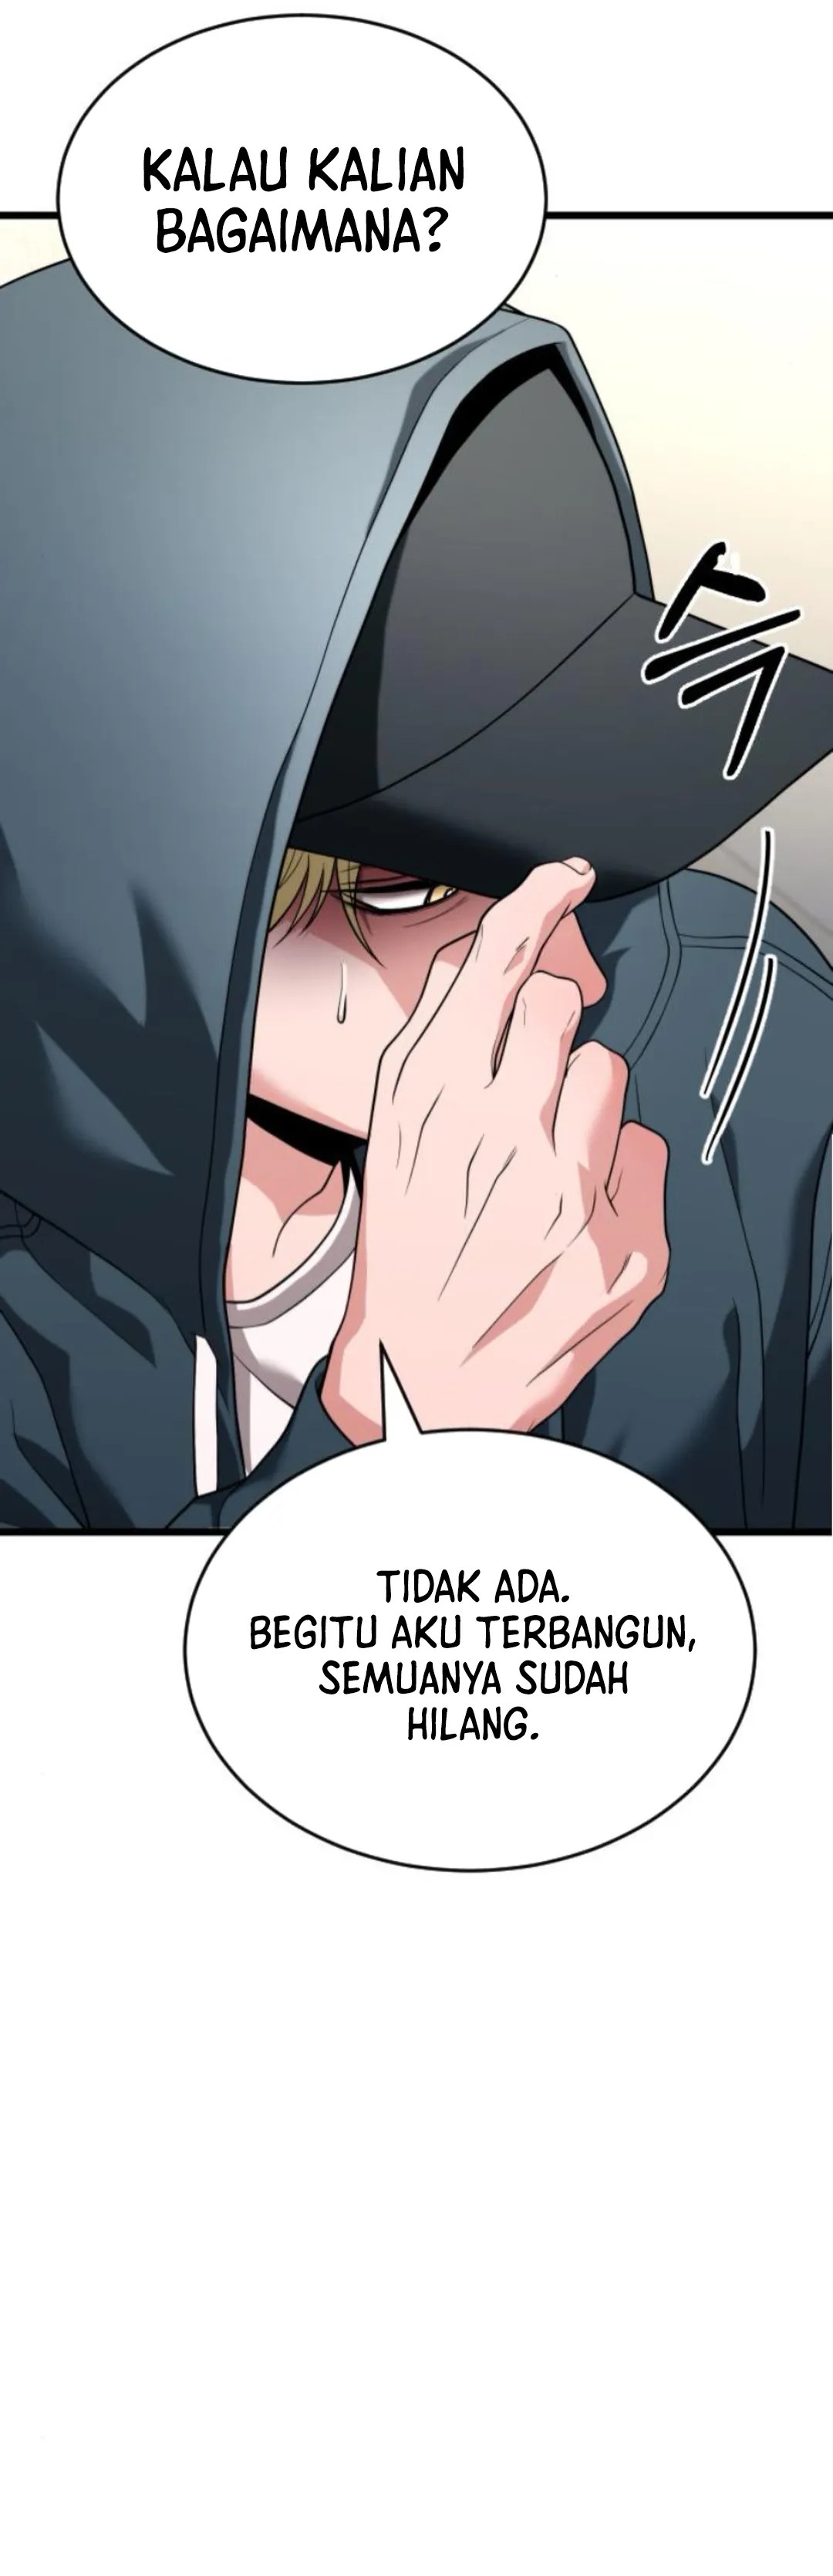 KALAU KALIAN
BAGAIMANA?
TIDAK ADA.
BEGITU AKU TERBANGUN,
SEMUANYA SUDAH
HILANG.